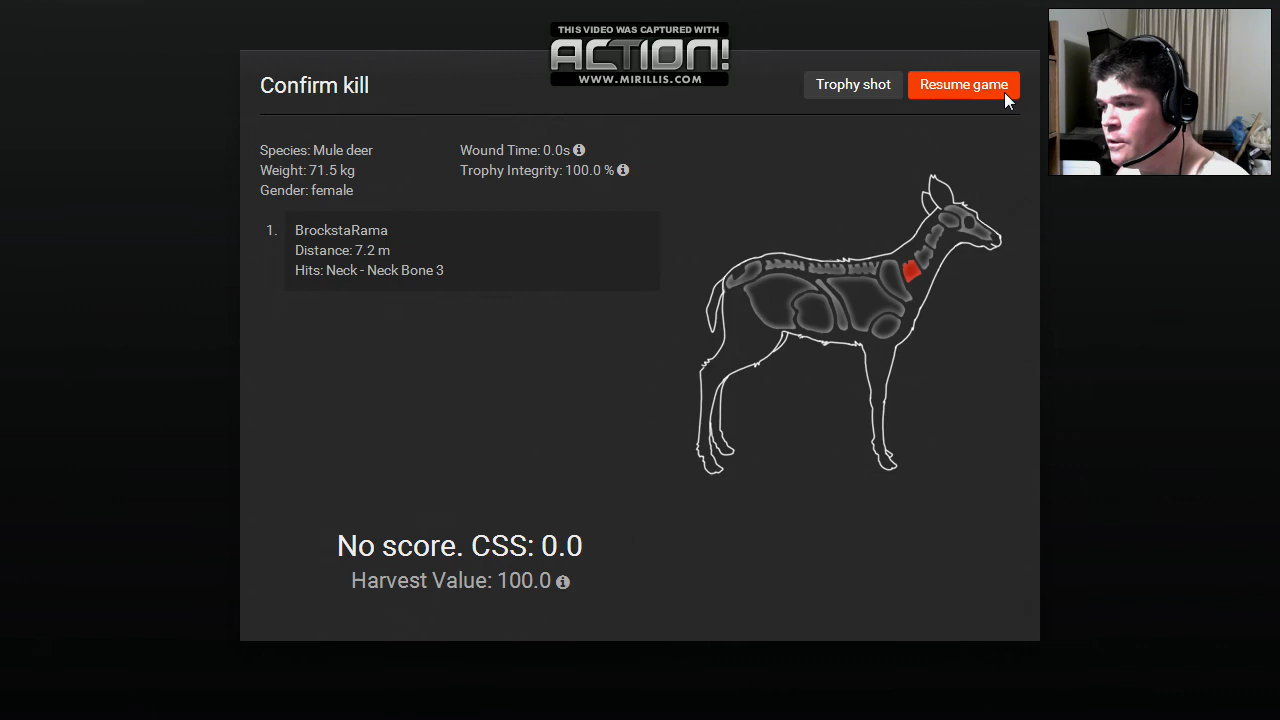 THIS VIDEO WAS CAPTURED WITH
ACTION!
WWW.MIRILLIS.COM
Confirm kill
Trophy shot
Resume game
Species: Mule deer
Weight: 71.5 kg
Gender: female
Wound Time: 0.0s
Trophy Integrity: 100.0 %
1.
BrockstaRama
Distance: 7.2 m
Hits: Neck - Neck Bone 3
No score. CSS: 0.0
Harvest Value: 100.0